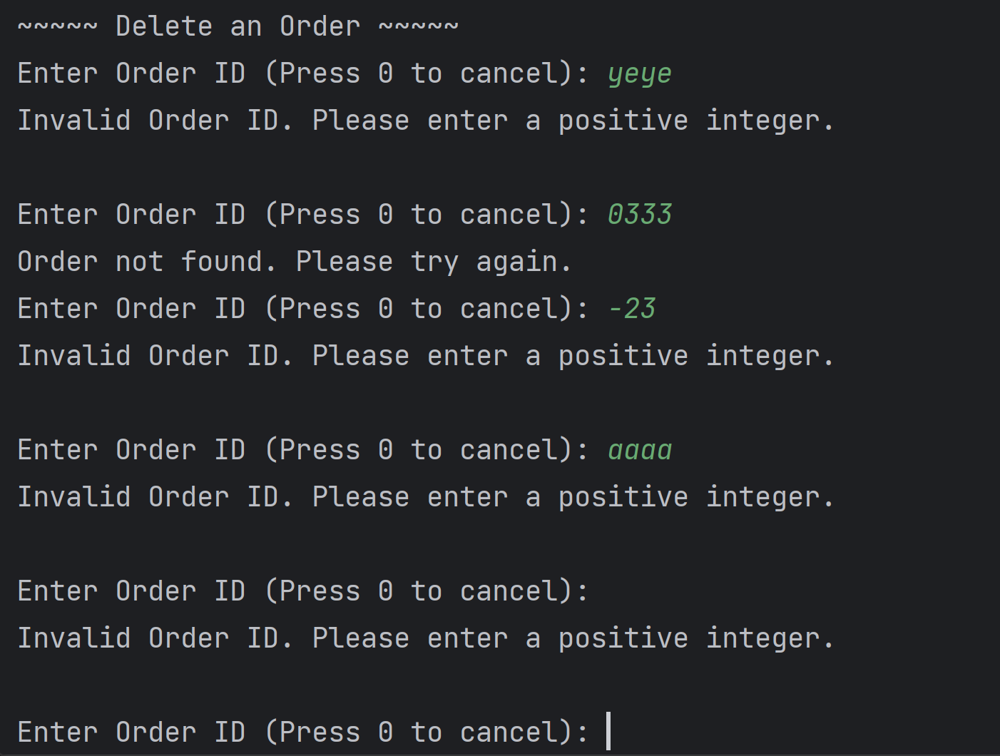 ~~~~~ Delete an Order ~~~~~
Enter Order ID (Press 0 to cancel): yeye
Invalid Order ID. Please enter a positive integer.
Enter Order ID (Press 0 to cancel): 0333
Order not found. Please try again.
Enter Order ID (Press 0 to cancel): -23
Invalid Order ID. Please enter a positive integer.
Enter Order ID (Press 0 to cancel): aaaa
Invalid Order ID. Please enter a positive integer.
Enter Order ID (Press 0 to cancel):
Invalid Order ID. Please enter a positive integer.
Enter Order ID (Press 0 to cancel):